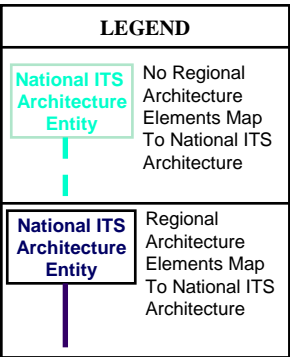 LEGEND
National ITS
Architecture
Entity
No Regional
Architecture
Elements Map
To National ITS
Architecture
National ITS
Architecture
Entity
Regional
Architecture
Elements Map
To National ITS
Architecture